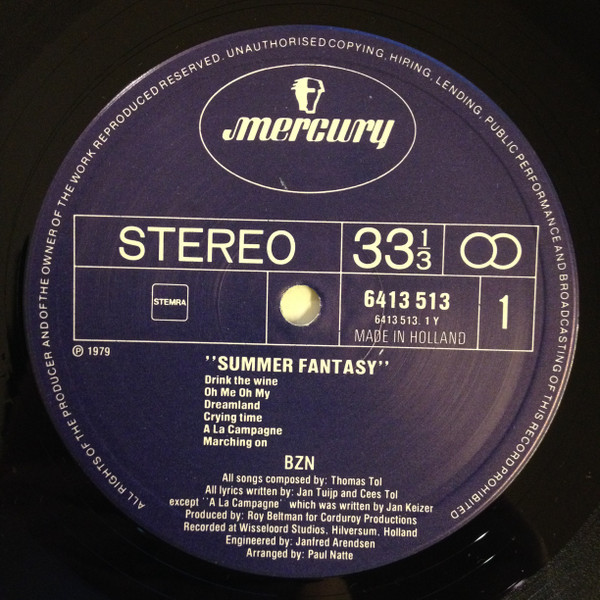 ALL RIGHTS OF THE PRODUCER AND OF THE OWNER OF THE WORK REPRODUCED RESERVED. UNAUTHORISED COPYING, HIRING, LENDING, PUBLIC PERFORMANCE AND BROADCASTING OF THIS RECORD PROHIBITED
mercury
STEREO
33 1/3
STEMRA
6413 513
6413 513. 1 Y
MADE IN HOLLAND
1
℗ 1979
''SUMMER FANTASY''
Drink the wine
Oh Me Oh My
Dreamland
Crying time
A La Campagne
Marching on
BZN
All songs composed by: Thomas Tol
All lyrics written by: Jan Tuijp and Cees Tol
except ''A La Campagne' which was written by Jan Keizer
Produced by: Roy Beltman for Corduroy Productions
Recorded at Wisseloord Studios, Hilversum, Holland
Engineered by: Janfred Arendsen
Arranged by: Paul Natte